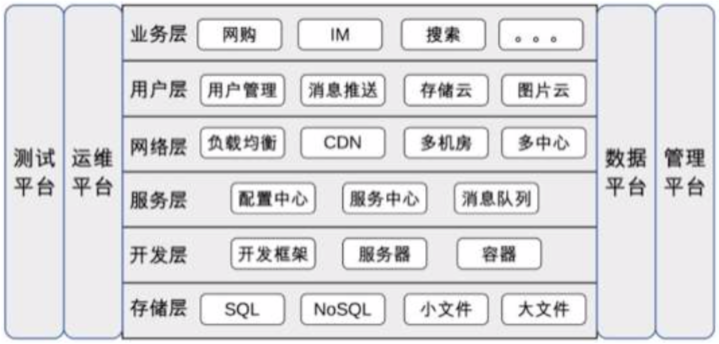 测试
平台
运维
平台
业务层 网购 IM 搜索 。。。
用户层 用户管理 消息推送 存储云 图片云
网络层 负载均衡 CDN 多机房 多中心
服务层 配置中心 服务中心 消息队列
开发层 开发框架 服务器 容器
存储层 SQL NoSQL 小文件 大文件
数据
平台
管理
平台